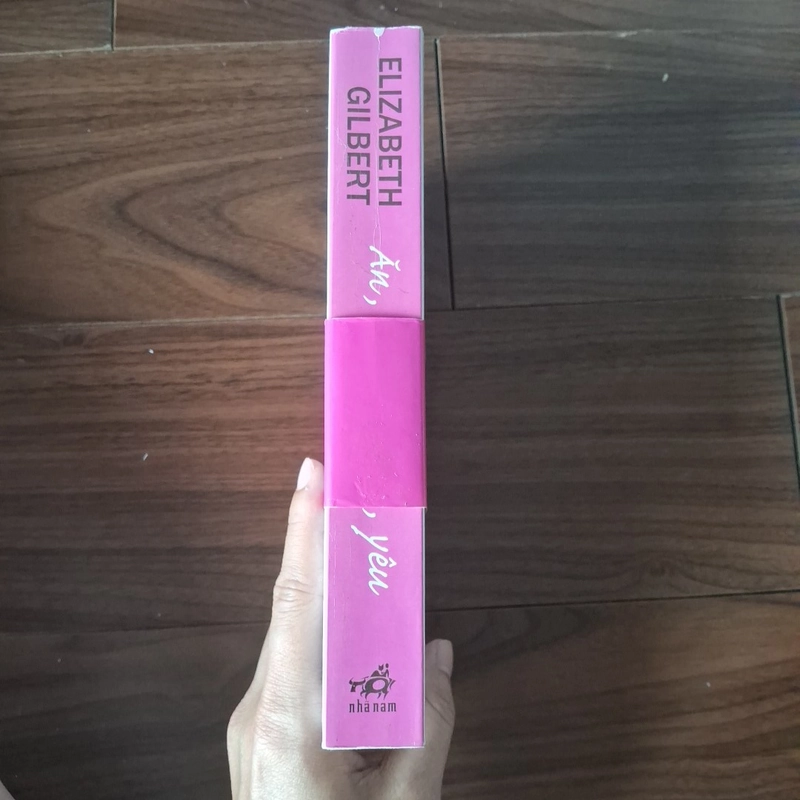 ELIZABETH
GILBERT
Ăn,
, yêu
nhã nam